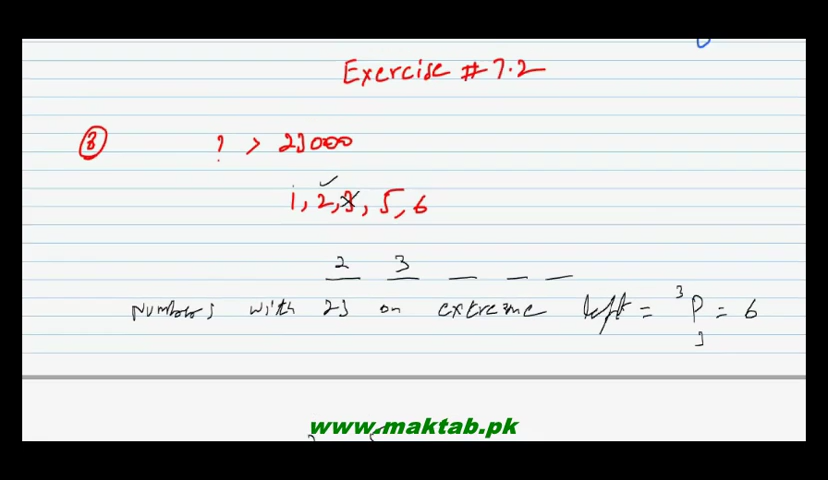 Exercise #7.2
③ ? > 23000
1, 2, 3, 5, 6
2 3
Numbers with 23 on extreme left = ³P₃ = 6
www.maktab.pk